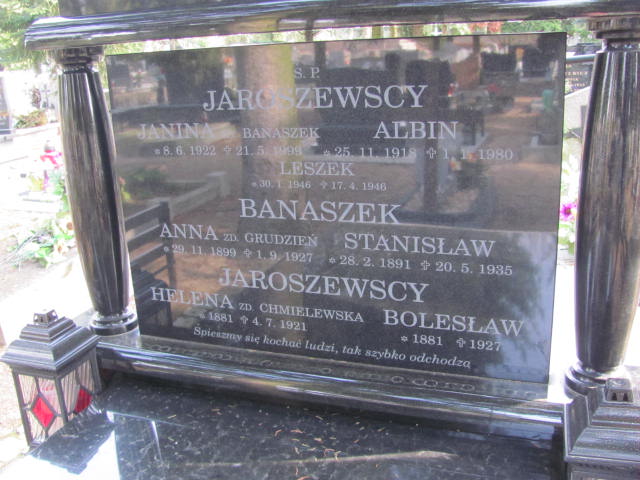 Ś. P.
JAROSZEWSCY
JANINA ZD. BANASZEK ALBIN
* 8. 6. 1922 ✞ 21. 5. 1999 * 25. 11. 1918 ✞ 1. 1. 1980
LESZEK
* 30. 1. 1946 ✞ 17. 4. 1946
BANASZEK
ANNA ZD. GRUDZIEŃ STANISŁAW
* 29. 11. 1899 ✞ 1. 9. 1927 * 28. 2. 1891 ✞ 20. 5. 1935
JAROSZEWSCY
HELENA ZD. CHMIELEWSKA BOLESŁAW
* 1881 ✞ 4. 7. 1921 * 1881 ✞ 1927
Śpieszmy się kochać ludzi, tak szybko odchodzą